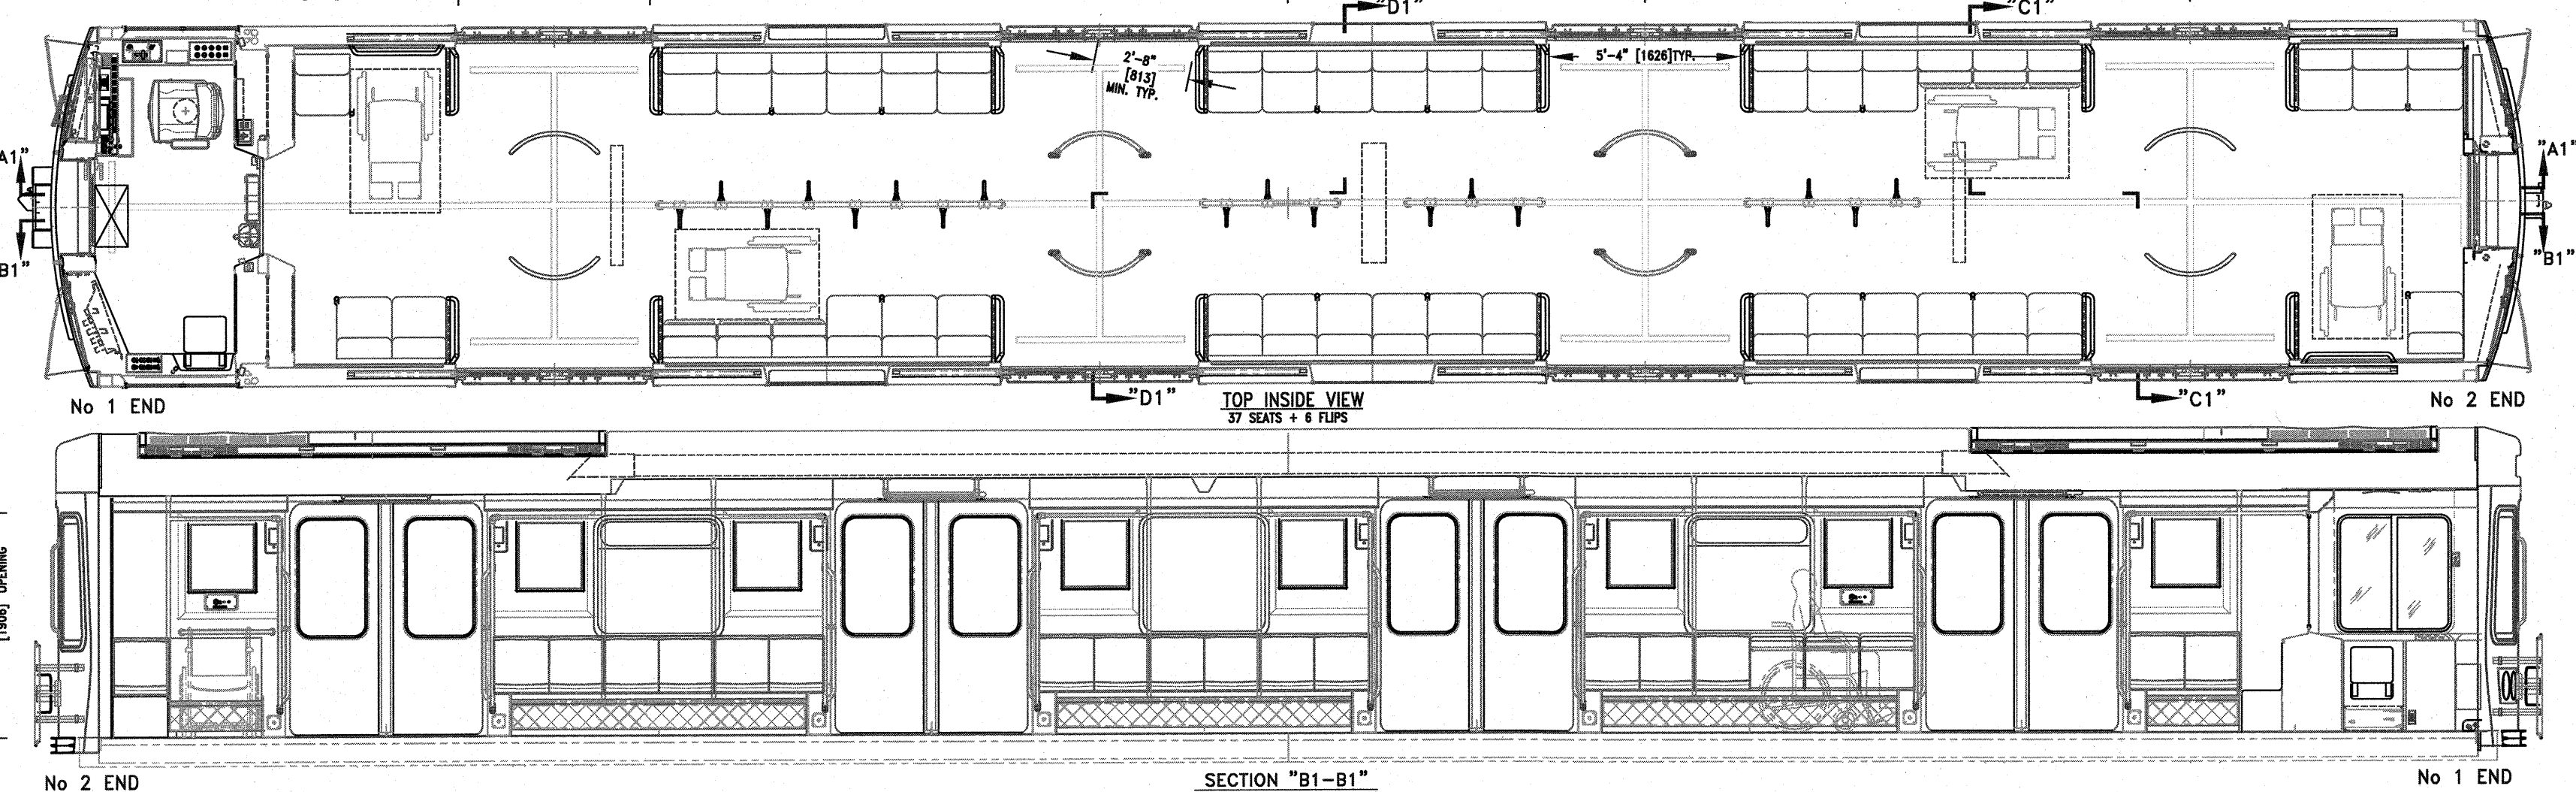 "D1"
"C1"
2'-8"
[813]
MIN. TYP.
5'-4" [1626]TYP.
A1"
B1"
"A1"
"B1"
"D1"
"C1"
No 1 END
TOP INSIDE VIEW
37 SEATS + 6 FLIPS
No 2 END
[1906] OPENING
No 2 END
SECTION "B1-B1"
No 1 END